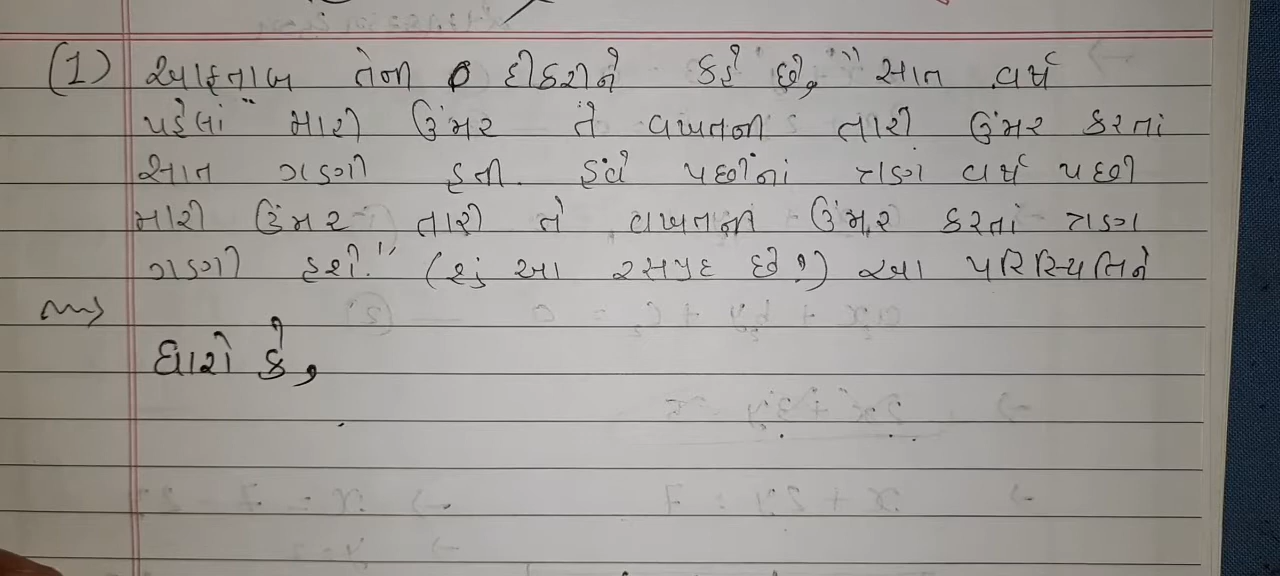 (1) આફતાબ તેની દીકરીને કહે છે, "સાત વર્ષ
પહેલાં" મારી ઉંમર તે વખતની તારી ઉંમર કરતાં
સાત ગણી હતી. હવે પછીનાં ત્રણ વર્ષ પછી
મારી ઉંમર તારી તે વખતની ઉંમર કરતાં ત્રણ
ગણી હશે." (શું આ રસપ્રદ છે?) આ પરિસ્થિતિને
ધારો કે,